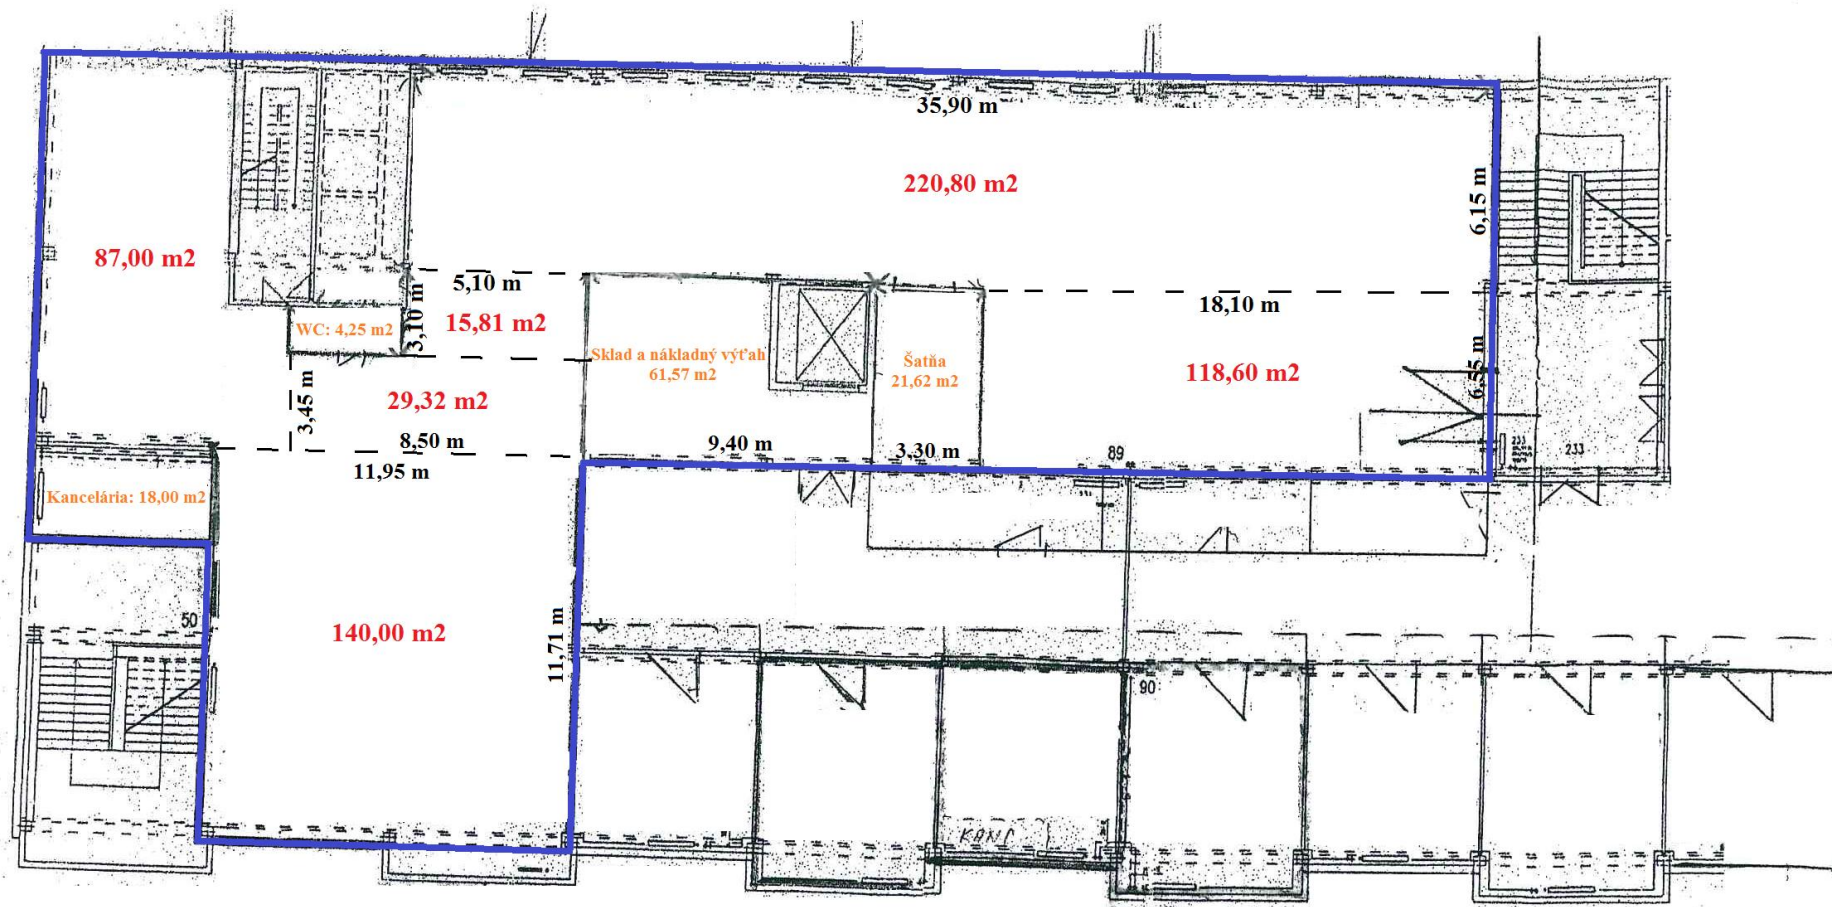 35,90 m
220,80 m2
6,15 m
87,00 m2
5,10 m
3,10 m
15,81 m2
18,10 m
WC: 4,25 m2
Sklad a nákladný výťah
61,57 m2
Šatňa
21,62 m2
118,60 m2
6,55 m
3,45 m
29,32 m2
8,50 m
9,40 m
3,30 m
89
233
233
11,95 m
Kancelária: 18,00 m2
50
140,00 m2
11,71 m
90
KANC